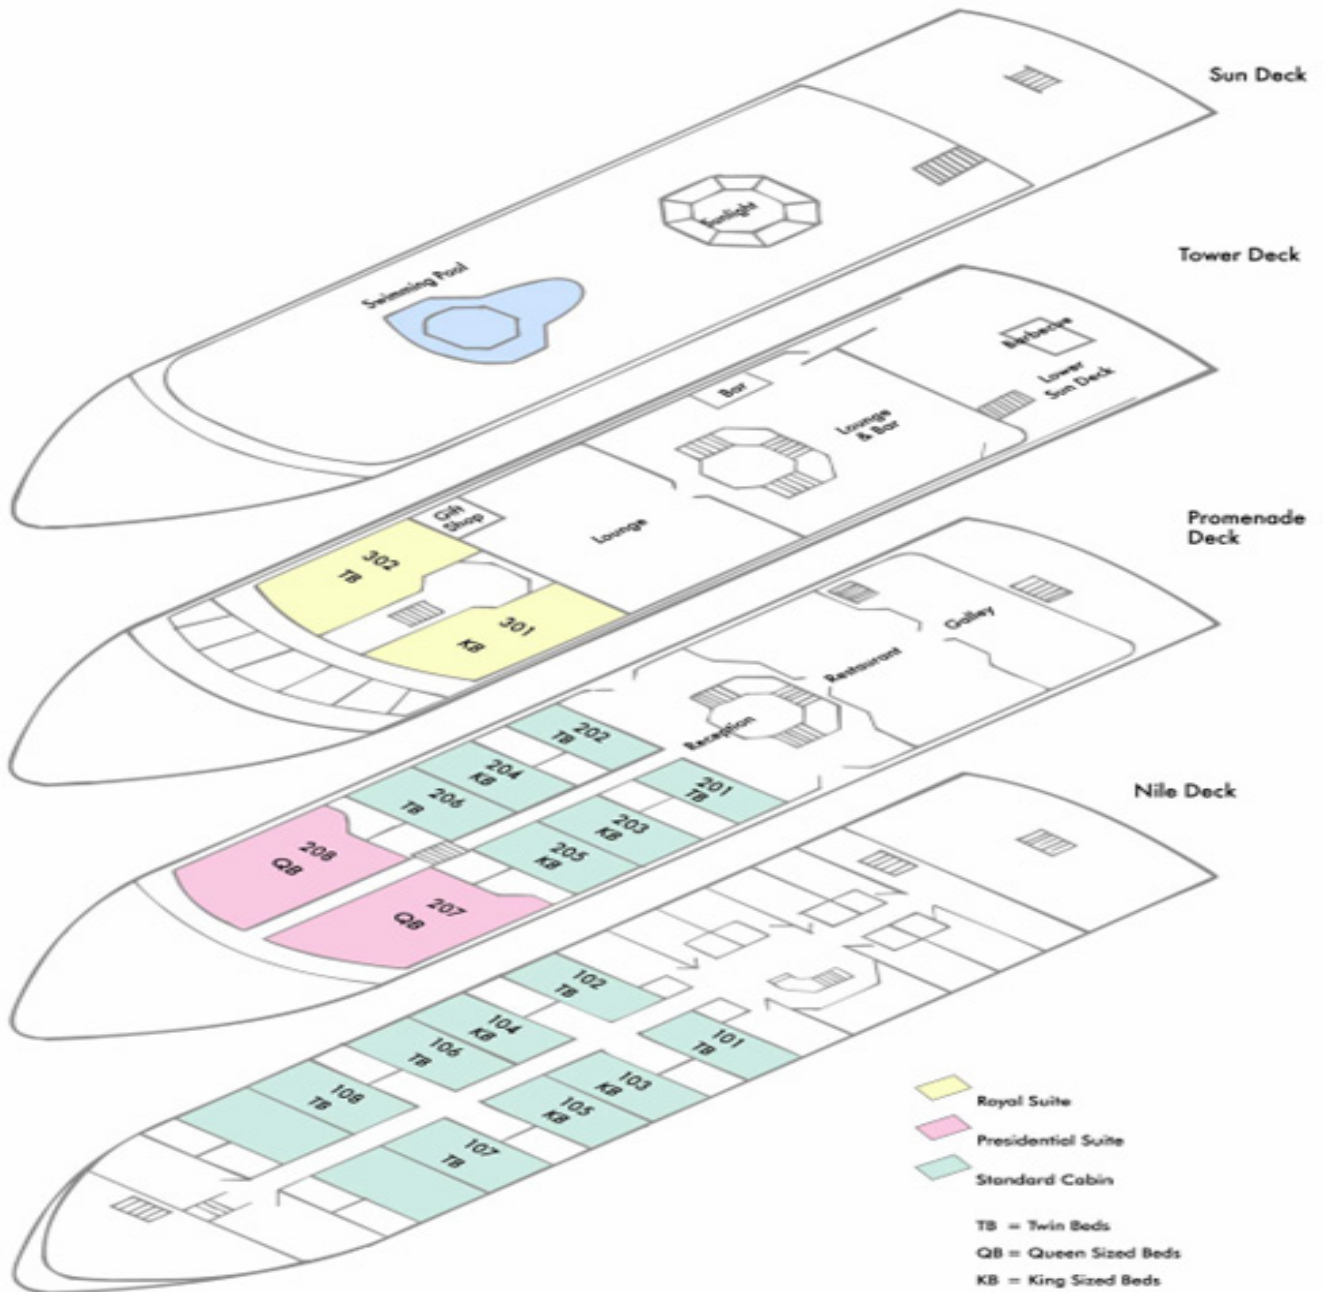 Sun Deck
Sunlight
Swimming Pool
Tower Deck
Barbecue
Lower
Sun Deck
Bar
Lounge
& Bar
Gift
Shop
Lounge
302
TB
301
KB
Promenade
Deck
Galley
Restaurant
Reception
202
TB
204
KB
206
TB
201
TB
203
KB
205
KB
208
QB
207
QB
Nile Deck
102
TB
104
KB
106
TB
101
TB
103
KB
105
KB
108
TB
107
TB
Royal Suite
Presidential Suite
Standard Cabin
TB = Twin Beds
QB = Queen Sized Beds
KB = King Sized Beds